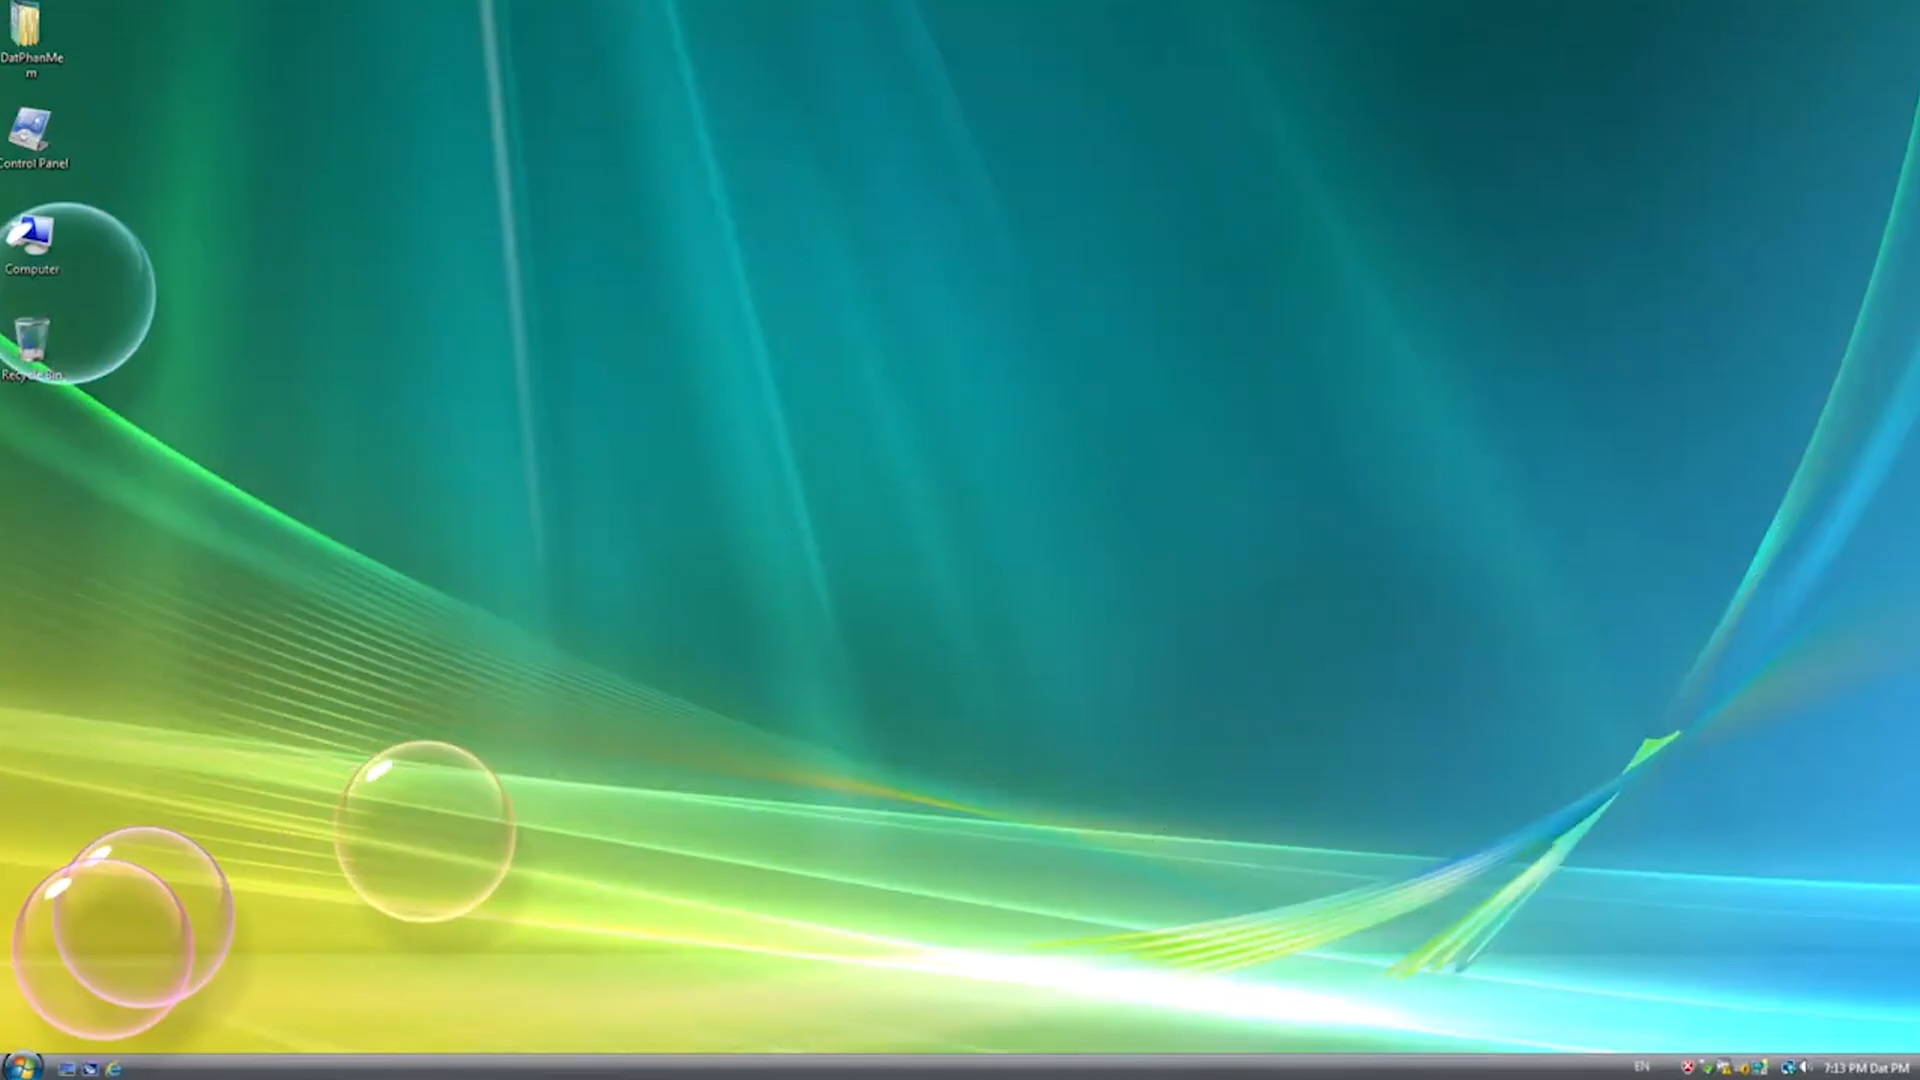 DatPhanMe
m
Control Panel
Computer
Recycle Bin
EN
7:13 PM Dat PM